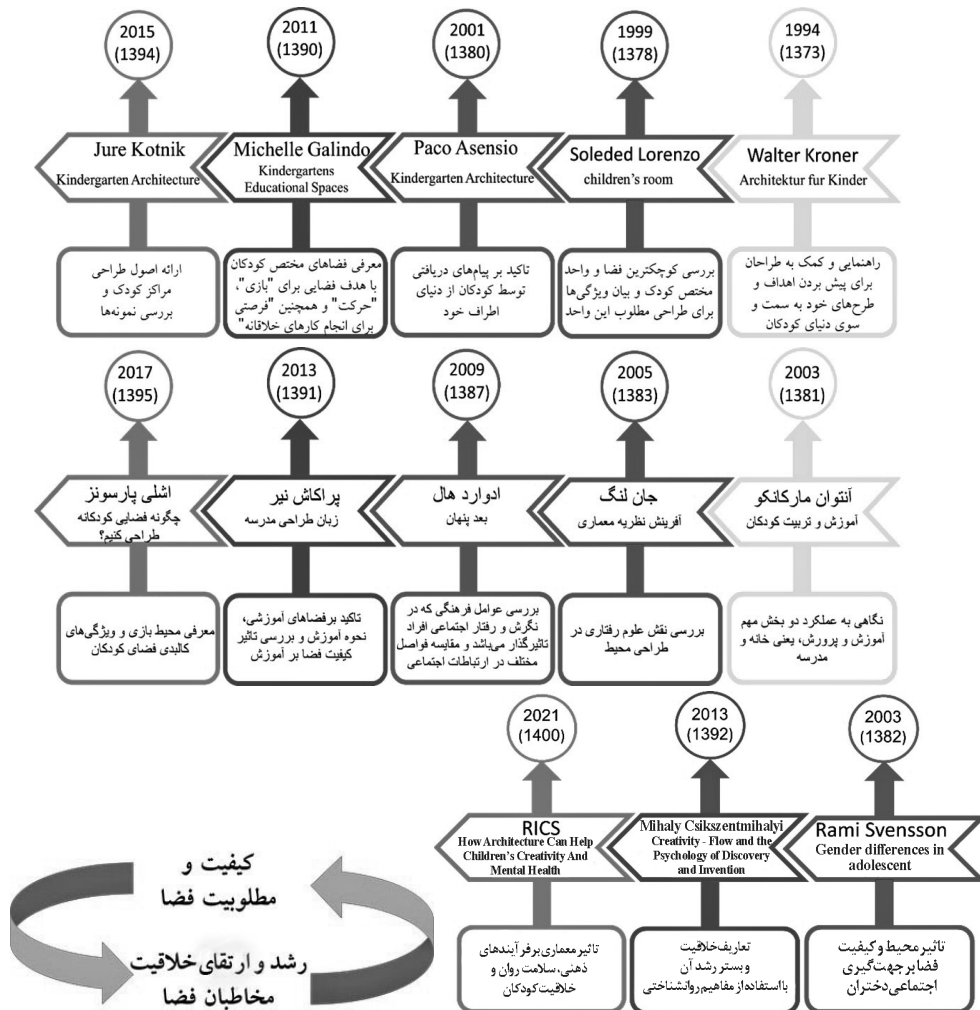 1994
(1373)
Walter Kroner
Architektur fur Kinder
راهنمایی و کمک به طراحان
برای پیش بردن اهداف و
طرح‌های خود به سمت و
سوی دنیای کودکان
1999
(1378)
Soleded Lorenzo
children's room
بررسی کوچکترین فضا و واحد
مختص کودک و بیان ویژگی‌ها
برای طراحی مطلوب این واحد
2001
(1380)
Paco Asensio
Kindergarten Architecture
تاکید بر پیام‌های دریافتی
توسط کودکان از دنیای
اطراف خود
2011
(1390)
Michelle Galindo
Kindergartens
Educational Spaces
معرفی فضاهای مختص کودکان
با هدف فضایی برای "بازی"،
"حرکت" و همچنین "فرصتی
برای انجام کارهای خلاقانه"
2015
(1394)
Jure Kotnik
Kindergarten Architecture
ارائه اصول طراحی
مراکز کودک و
بررسی نمونه‌ها
2003
(1381)
آنتوان مارکانکو
آموزش و تربیت کودکان
نگاهی به عملکرد دو بخش مهم
آموزش و پرورش، یعنی خانه و
مدرسه
2005
(1383)
جان لنگ
آفرینش نظریه معماری
بررسی نقش علوم رفتاری در
طراحی محیط
2009
(1387)
ادوارد هال
بعد پنهان
بررسی عوامل فرهنگی که در
نگرش و رفتار اجتماعی افراد
تاثیرگذار می‌باشد و مقایسه فواصل
مختلف در ارتباطات اجتماعی
2013
(1391)
پراکاش نیر
زبان طراحی مدرسه
تاکید برفضاهای آموزشی،
نحوه آموزش و بررسی تاثیر
کیفیت فضا بر آموزش
2017
(1395)
اشلی پارسونز
چگونه فضایی کودکانه
طراحی کنیم؟
معرفی محیط بازی و ویژگی‌های
کالبدی فضای کودکان
2003
(1382)
Rami Svensson
Gender differences in
adolescent
تاثیر محیط و کیفیت
فضا بر جهت‌گیری
اجتماعی دختران
2013
(1392)
Mihaly Csikszentmihalyi
Creativity - Flow and the
Psychology of Discovery
and Invention
تعاریف خلاقیت
و بستر رشد آن
با استفاده از مفاهیم روانشناختی
2021
(1400)
RICS
How Architecture Can Help
Children's Creativity And
Mental Health
تاثیر معماری بر فرآیندهای
ذهنی، سلامت روان و
خلاقیت کودکان
کیفیت و
مطلوبیت فضا
رشد و ارتقای خلاقیت
مخاطبان فضا